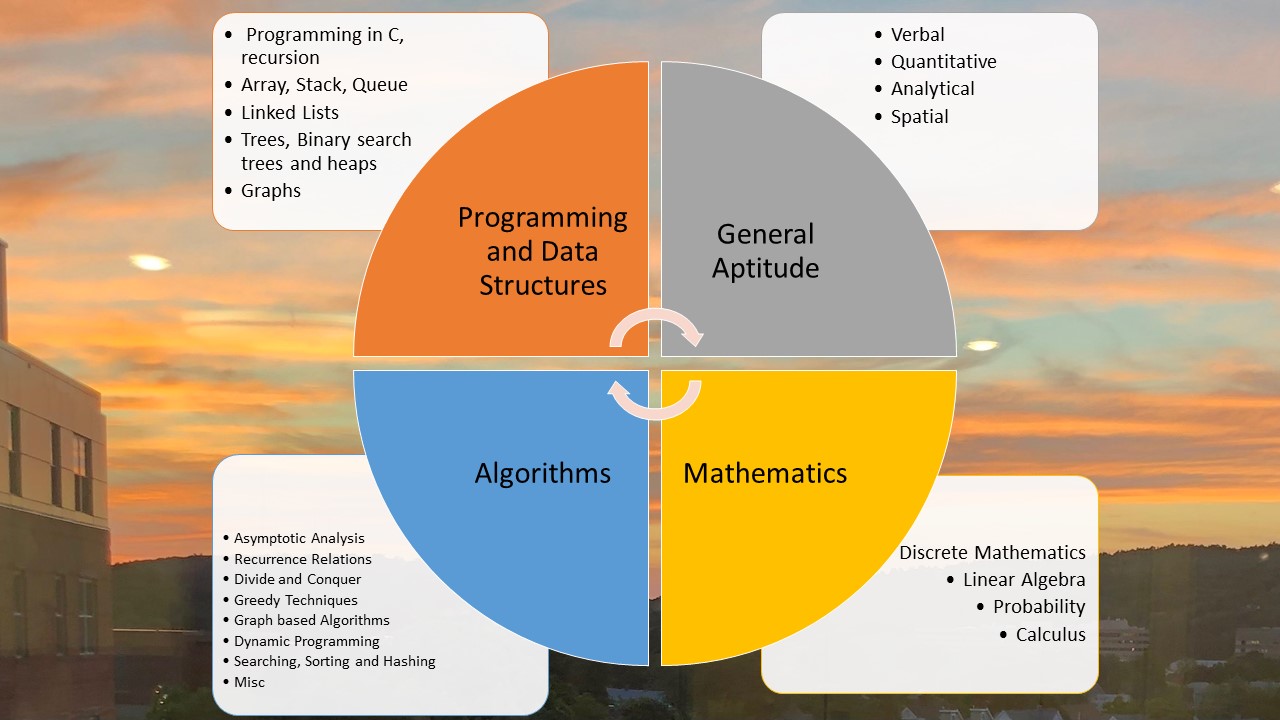 • Programming in C,
recursion
• Array, Stack, Queue
• Linked Lists
• Trees, Binary search
trees and heaps
• Graphs
• Verbal
• Quantitative
• Analytical
• Spatial
Programming
and Data
Structures
General
Aptitude
Algorithms
Mathematics
• Asymptotic Analysis
• Recurrence Relations
• Divide and Conquer
• Greedy Techniques
• Graph based Algorithms
• Dynamic Programming
• Searching, Sorting and Hashing
• Misc
Discrete Mathematics
• Linear Algebra
• Probability
• Calculus